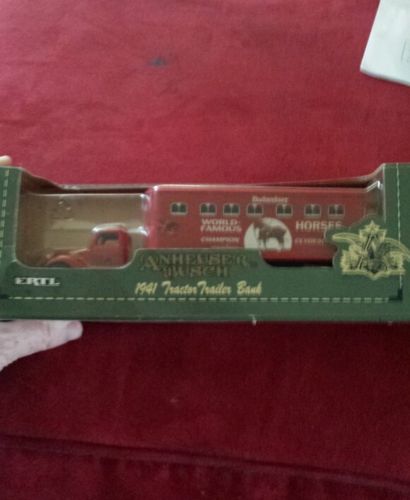 Budweiser
WORLD
FAMOUS
CHAMPION
HORSES
ANHEUSER
BUSCH
ERTL
1941 Tractor Trailer Bank